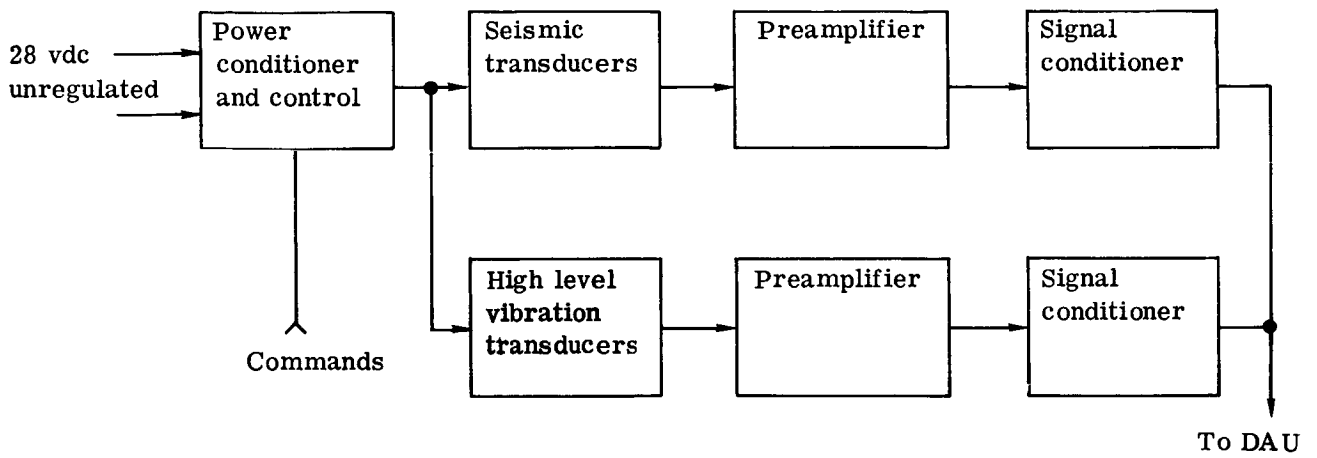 28 vdc
unregulated
Power
conditioner
and control
Seismic
transducers
Preamplifier
Signal
conditioner
High level
vibration
transducers
Preamplifier
Signal
conditioner
Commands
To DAU